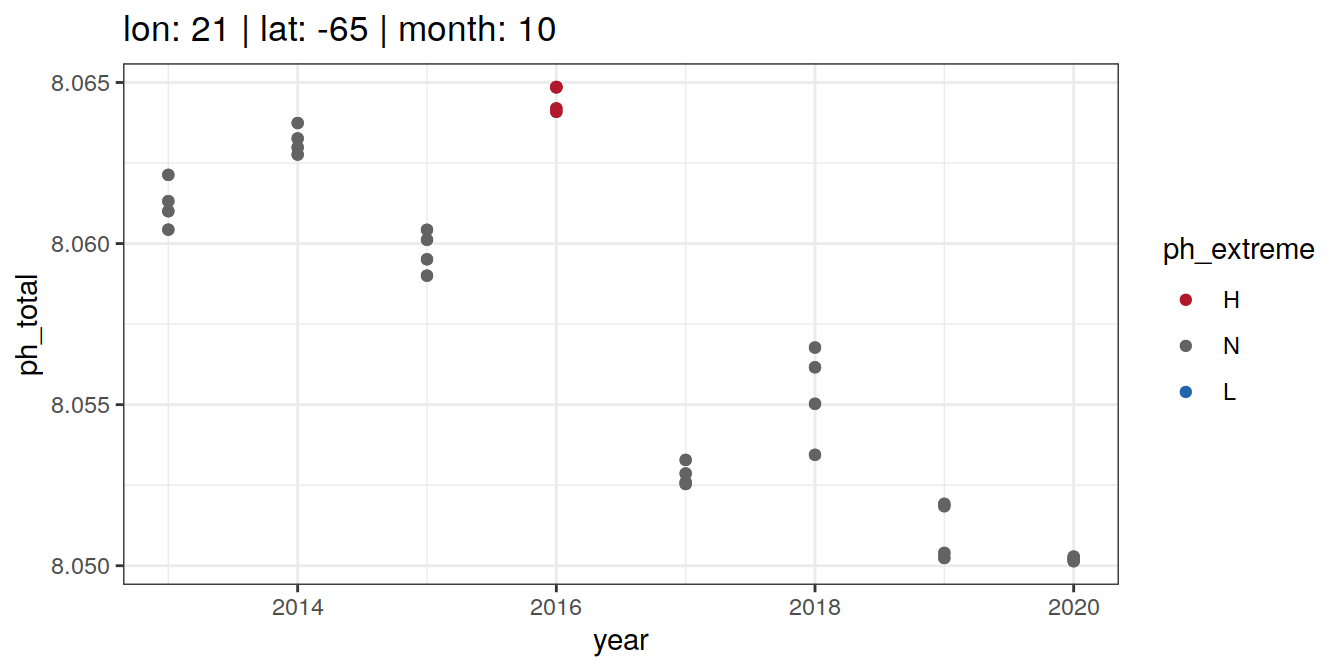 lon: 21 | lat: -65 | month: 10
8.065
8.060
8.055
8.050
ph_total
2014
2016
2018
2020
year
ph_extreme
H
N
L